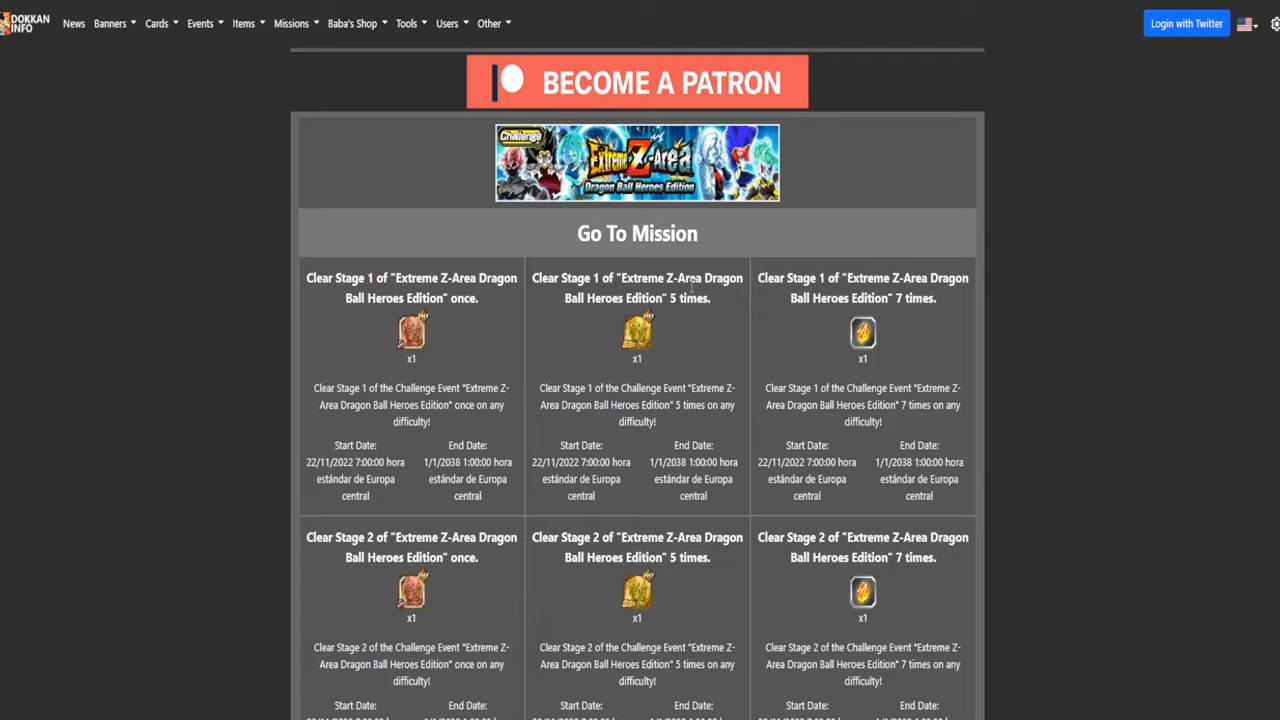 DOKKAN
INFO
News
Banners
Cards
Events
Items
Missions
Baba's Shop
Tools
Users
Other
Login with Twitter
BECOME A PATRON
Challenge
Extreme Z-Area
Dragon Ball Heroes Edition
Go To Mission
Clear Stage 1 of "Extreme Z-Area Dragon
Ball Heroes Edition" once.
x1
Clear Stage 1 of the Challenge Event "Extreme Z-
Area Dragon Ball Heroes Edition" once on any
difficulty!
Start Date:
22/11/2022 7:00:00 hora
estándar de Europa
central
End Date:
1/1/2038 1:00:00 hora
estándar de Europa
central
Clear Stage 1 of "Extreme Z-Area Dragon
Ball Heroes Edition" 5 times.
x1
Clear Stage 1 of the Challenge Event "Extreme Z-
Area Dragon Ball Heroes Edition" 5 times on any
difficulty!
Start Date:
22/11/2022 7:00:00 hora
estándar de Europa
central
End Date:
1/1/2038 1:00:00 hora
estándar de Europa
central
Clear Stage 1 of "Extreme Z-Area Dragon
Ball Heroes Edition" 7 times.
x1
Clear Stage 1 of the Challenge Event "Extreme Z-
Area Dragon Ball Heroes Edition" 7 times on any
difficulty!
Start Date:
22/11/2022 7:00:00 hora
estándar de Europa
central
End Date:
1/1/2038 1:00:00 hora
estándar de Europa
central
Clear Stage 2 of "Extreme Z-Area Dragon
Ball Heroes Edition" once.
x1
Clear Stage 2 of the Challenge Event "Extreme Z-
Area Dragon Ball Heroes Edition" once on any
difficulty!
Start Date:
End Date:
Clear Stage 2 of "Extreme Z-Area Dragon
Ball Heroes Edition" 5 times.
x1
Clear Stage 2 of the Challenge Event "Extreme Z-
Area Dragon Ball Heroes Edition" 5 times on any
difficulty!
Start Date:
End Date:
Clear Stage 2 of "Extreme Z-Area Dragon
Ball Heroes Edition" 7 times.
x1
Clear Stage 2 of the Challenge Event "Extreme Z-
Area Dragon Ball Heroes Edition" 7 times on any
difficulty!
Start Date:
End Date: